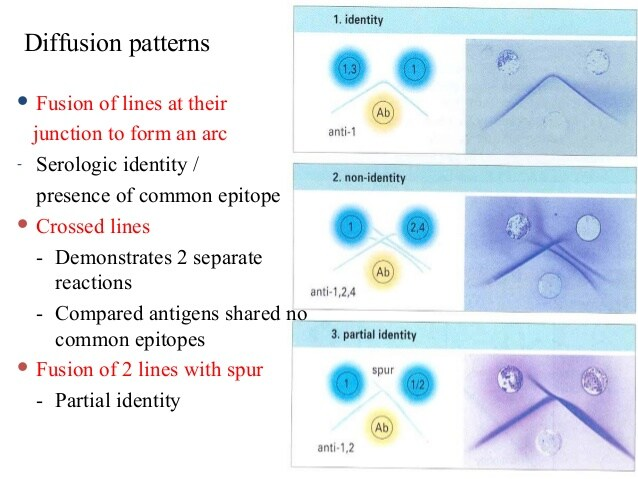 Diffusion patterns
• Fusion of lines at their
junction to form an arc
- Serologic identity /
presence of common epitope
• Crossed lines
- Demonstrates 2 separate
reactions
- Compared antigens shared no
common epitopes
• Fusion of 2 lines with spur
- Partial identity
1. identity
1,3
1
Ab
anti-1
2. non-identity
1
2,4
Ab
anti-1,2,4
3. partial identity
1
spur
1/2
Ab
anti-1,2